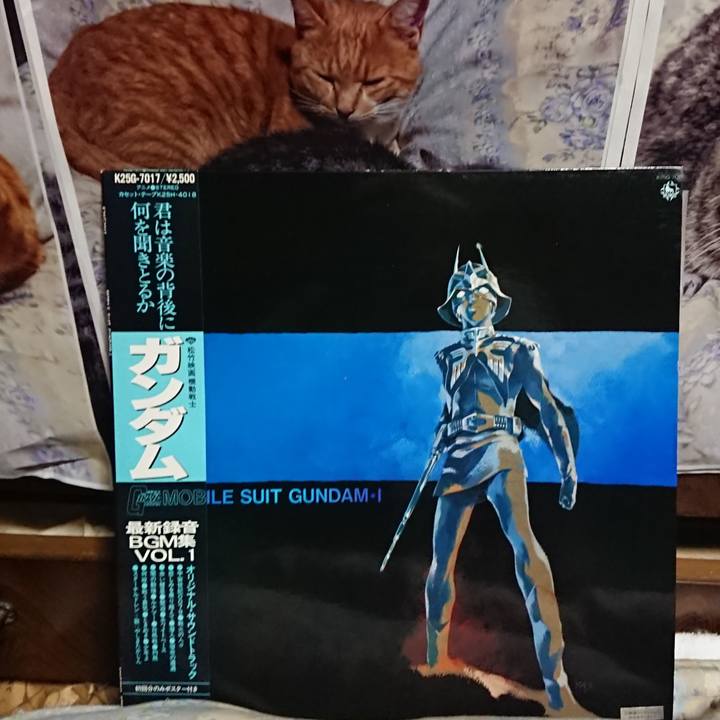 K25G-7017/¥2,500
アニメ●STEREO
カセット・テープK25H-4018
君は音楽の背後に
何を聞きとるか
松竹映画 機動戦士
ガンダム
MOBILE SUIT GUNDAM・I
最新録音
BGM集
VOL.1
オリジナル・サウンドトラック
初回分のみポスター付き